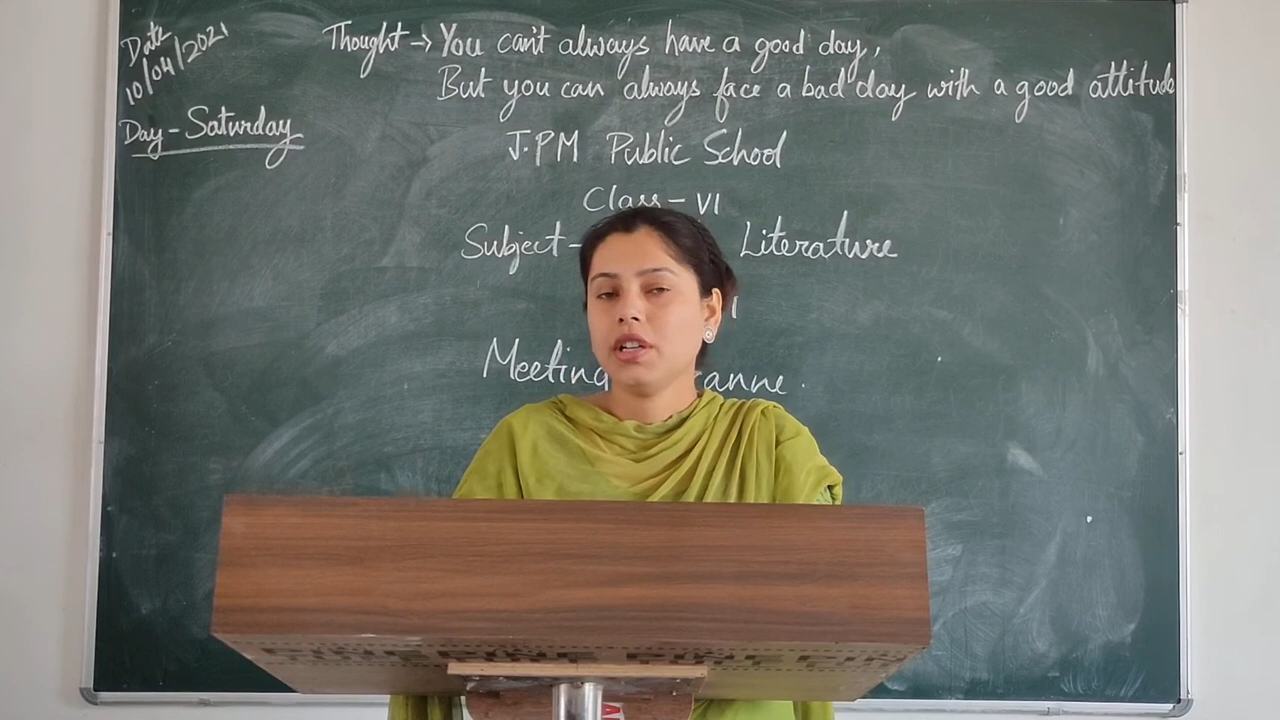 Date
10/04/2021
Day - Saturday
Thought → You can't always have a good day,
But you can always face a bad day with a good attitude
J.PM Public School
Class - VI
Subject - Literature
I
Meeting anne.